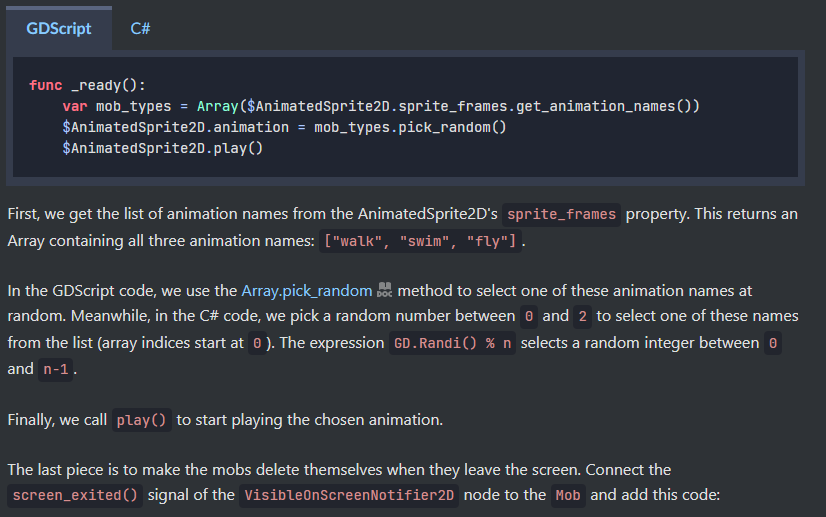 GDScript C#
func _ready():
    var mob_types = Array($AnimatedSprite2D.sprite_frames.get_animation_names())
    $AnimatedSprite2D.animation = mob_types.pick_random()
    $AnimatedSprite2D.play()
First, we get the list of animation names from the AnimatedSprite2D's sprite_frames property. This returns an
Array containing all three animation names: ["walk", "swim", "fly"].
In the GDScript code, we use the Array.pick_random DOC method to select one of these animation names at
random. Meanwhile, in the C# code, we pick a random number between 0 and 2 to select one of these names
from the list (array indices start at 0). The expression GD.Randi() % n selects a random integer between 0
and n-1.
Finally, we call play() to start playing the chosen animation.
The last piece is to make the mobs delete themselves when they leave the screen. Connect the
screen_exited() signal of the VisibleOnScreenNotifier2D node to the Mob and add this code: